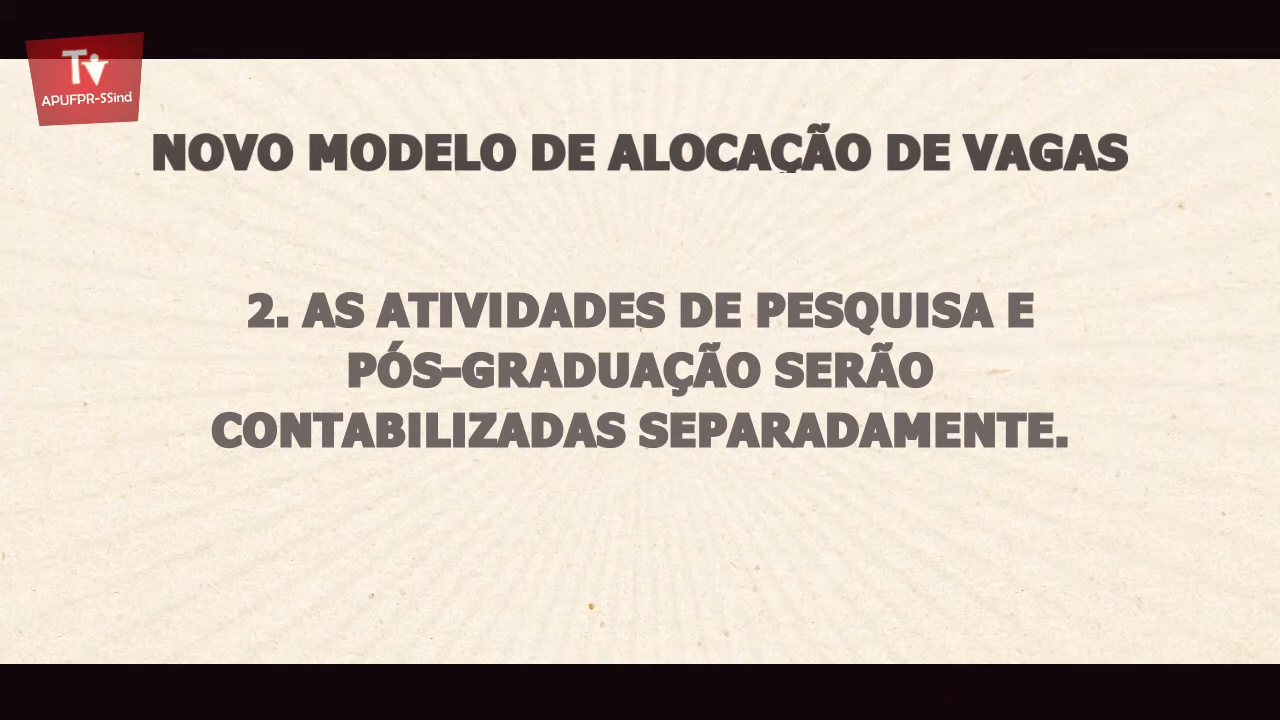 TV
APUFPR-SSind
NOVO MODELO DE ALOCAÇÃO DE VAGAS
2. AS ATIVIDADES DE PESQUISA E
PÓS-GRADUAÇÃO SERÃO
CONTABILIZADAS SEPARADAMENTE.